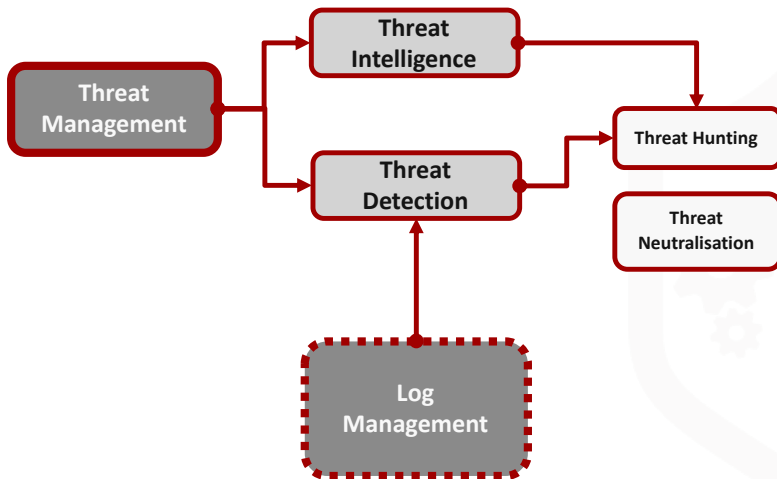 Threat
Intelligence
Threat
Management
Threat Hunting
Threat
Detection
Threat
Neutralisation
Log
Management